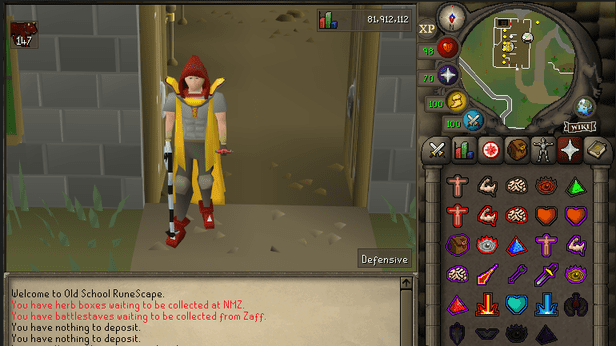 147
81,912,112
XP
98
70
100
100
WIKI
Defensive
Welcome to Old School RuneScape.
You have herb boxes waiting to be collected at NMZ.
You have battlestaves waiting to be collected from Zaff.
You have nothing to deposit.
You have nothing to deposit.